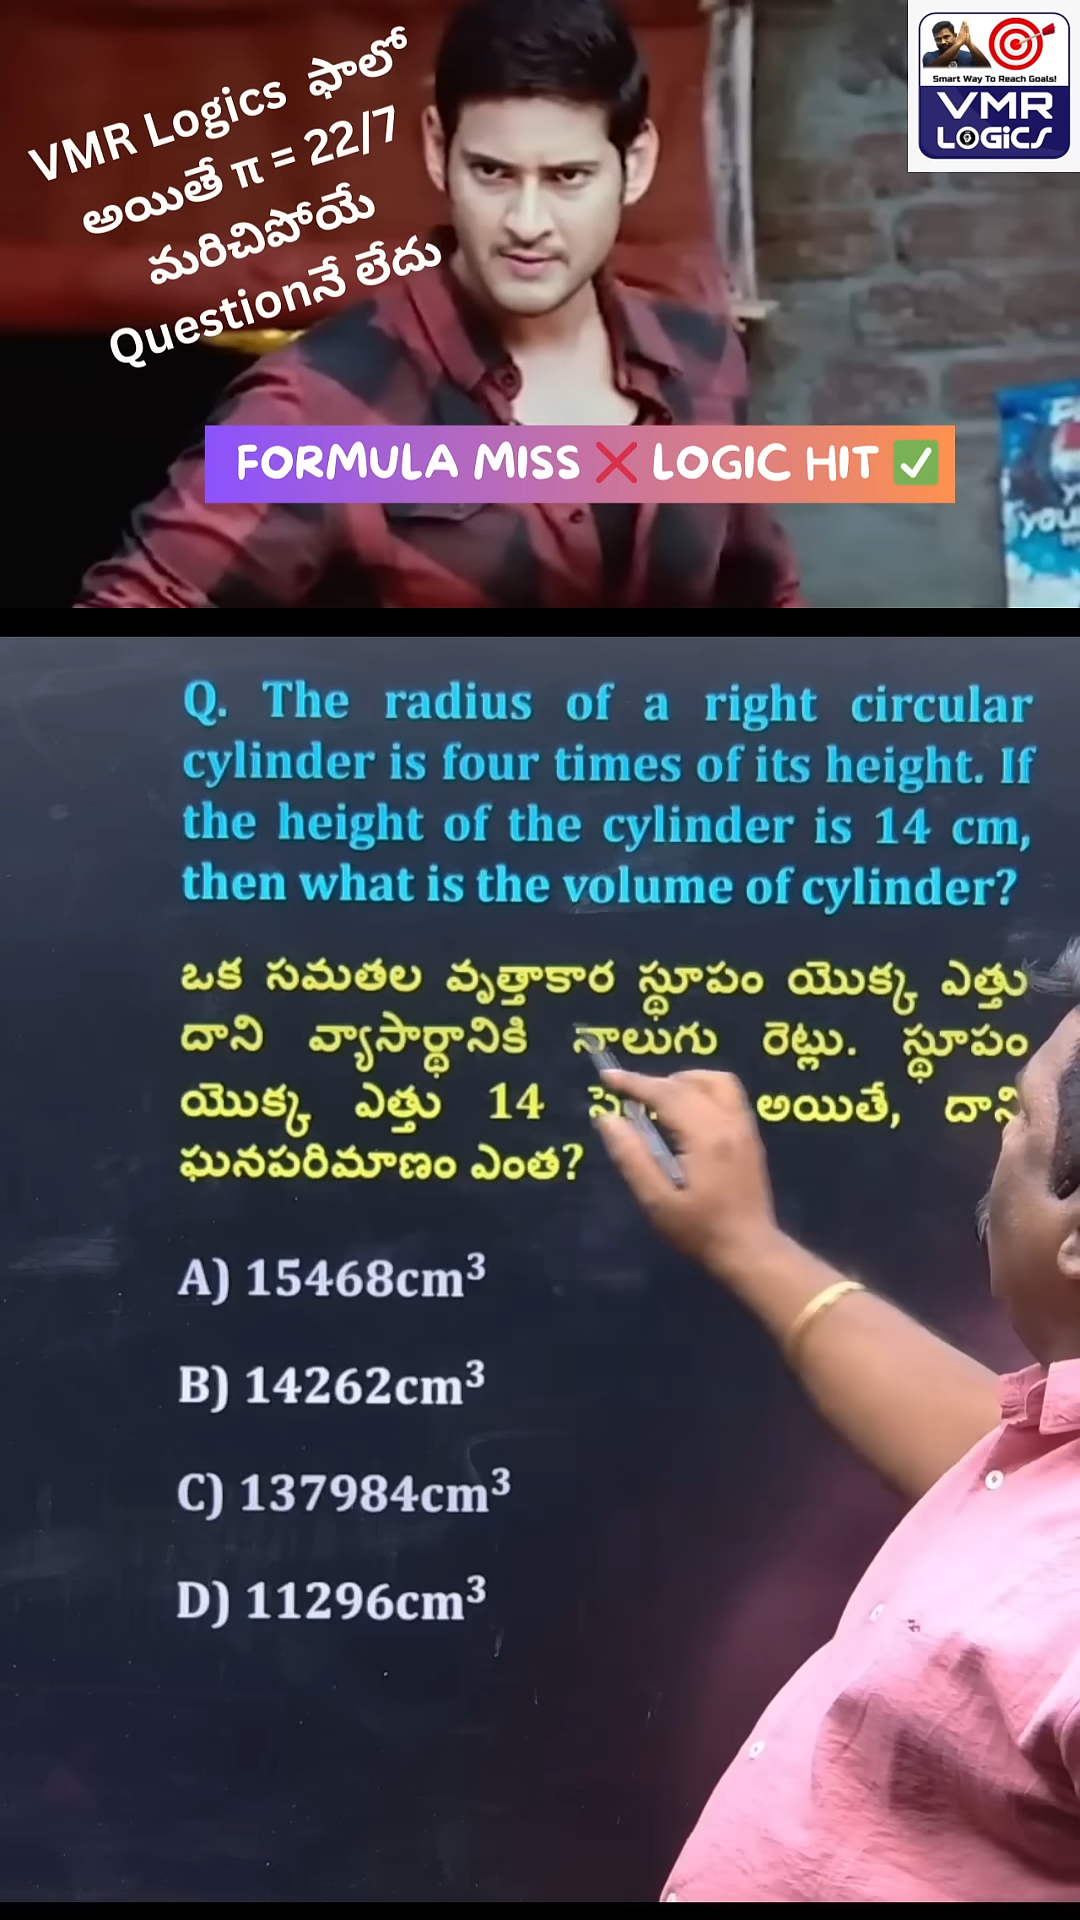 VMR Logics ఫాలో
అయితే π = 22/7
మరిచిపోయే
Questionనే లేదు
Smart Way To Reach Goals!
VMR
LOGICS
FORMULA MISS ❌ LOGIC HIT ✅
Q. The radius of a right circular
cylinder is four times of its height. If
the height of the cylinder is 14 cm,
then what is the volume of cylinder?
ఒక సమతల వృత్తాకార స్థూపం యొక్క ఎత్తు
దాని వ్యాసార్థానికి నాలుగు రెట్లు. స్థూపం
యొక్క ఎత్తు 14 అయితే, దాని
ఘనపరిమాణం ఎంత?
A) 15468cm³
B) 14262cm³
C) 137984cm³
D) 11296cm³